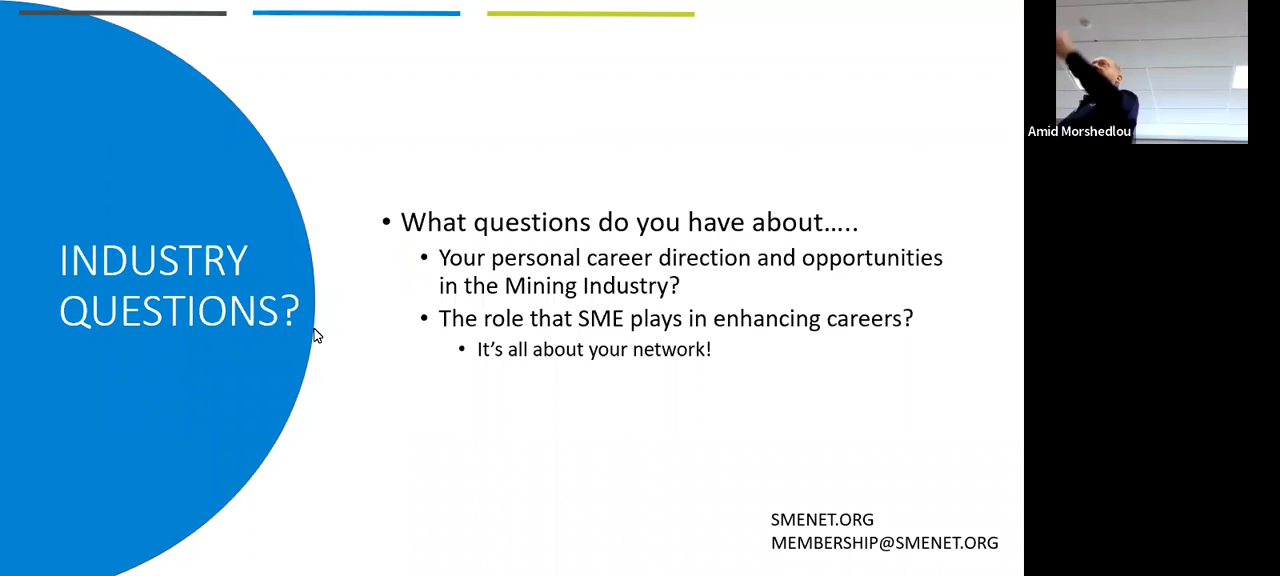 INDUSTRY
QUESTIONS?
• What questions do you have about…..
• Your personal career direction and opportunities
in the Mining Industry?
• The role that SME plays in enhancing careers?
• It’s all about your network!
SMENET.ORG
MEMBERSHIP@SMENET.ORG
Amid Morshedlou